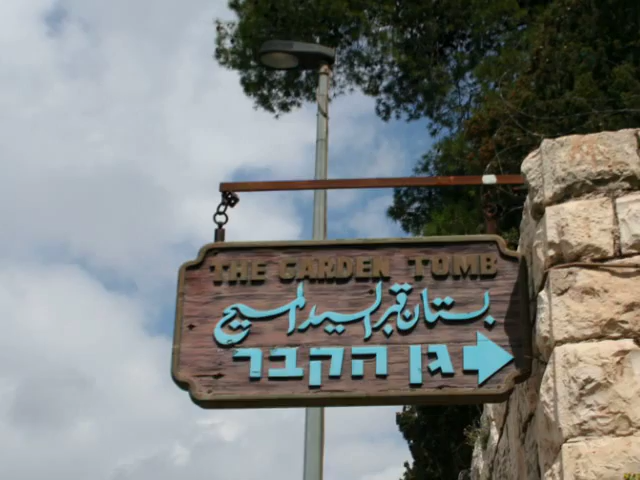 THE GARDEN TOMB
بستان قبر السيد المسيح
גן הקבר